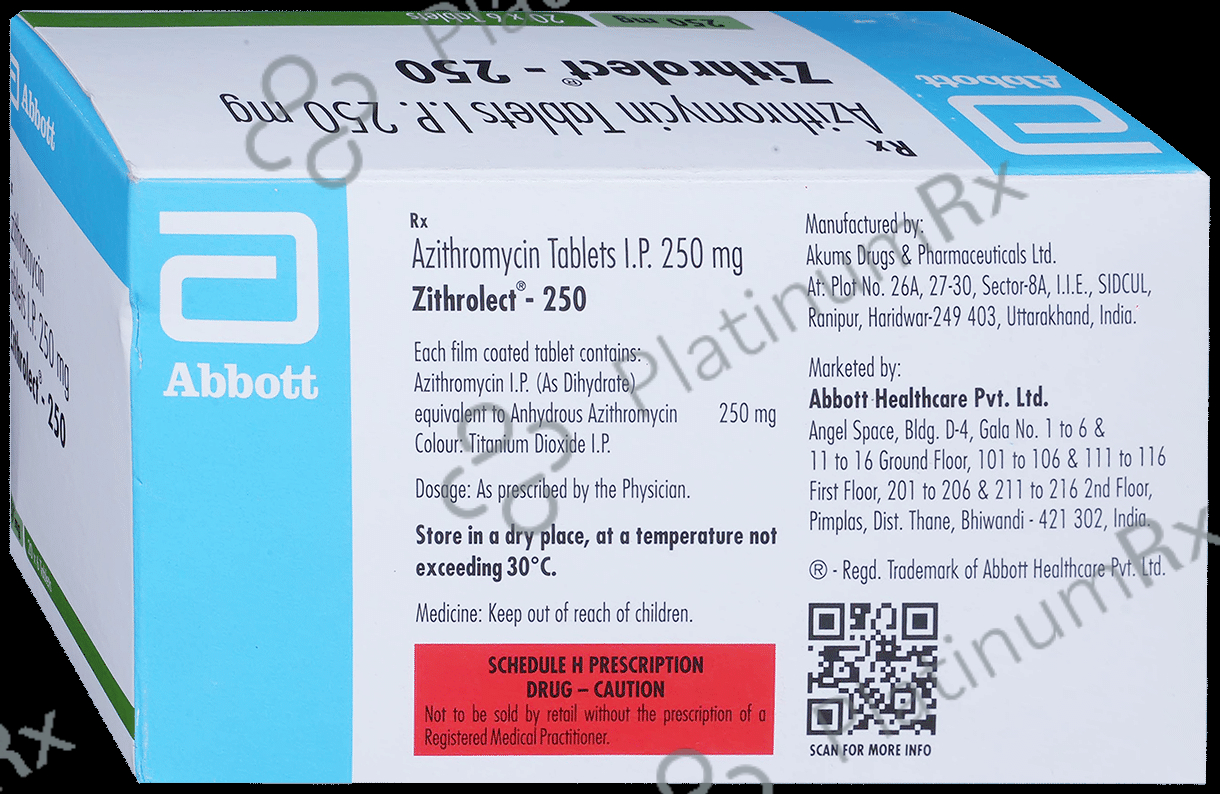 20 x 6 Tablets
250 mg
Zithrolect® - 250
Azithromycin Tablets I.P. 250 mg
Rx
Abbott
Abbott
Tablets I.P. 250 mg
Zithrolect® - 250
20 x 6 Tablets
Abbott
Rx
Azithromycin Tablets I.P. 250 mg
Zithrolect® - 250
Each film coated tablet contains:
Azithromycin I.P. (As Dihydrate)
equivalent to Anhydrous Azithromycin 250 mg
Colour: Titanium Dioxide I.P.
Dosage: As prescribed by the Physician.
Store in a dry place, at a temperature not
exceeding 30°C.
Medicine: Keep out of reach of children.
SCHEDULE H PRESCRIPTION
DRUG – CAUTION
Not to be sold by retail without the prescription of a
Registered Medical Practitioner.
Manufactured by:
Akums Drugs & Pharmaceuticals Ltd.
At: Plot No. 26A, 27-30, Sector-8A, I.I.E., SIDCUL,
Ranipur, Haridwar-249 403, Uttarakhand, India.
Marketed by:
Abbott Healthcare Pvt. Ltd.
Angel Space, Bldg. D-4, Gala No. 1 to 6 &
11 to 16 Ground Floor, 101 to 106 & 111 to 116
First Floor, 201 to 206 & 211 to 216 2nd Floor,
Pimplas, Dist. Thane, Bhiwandi - 421 302, India.
® - Regd. Trademark of Abbott Healthcare Pvt. Ltd.
SCAN FOR MORE INFO
PlatinumRx
PlatinumRx